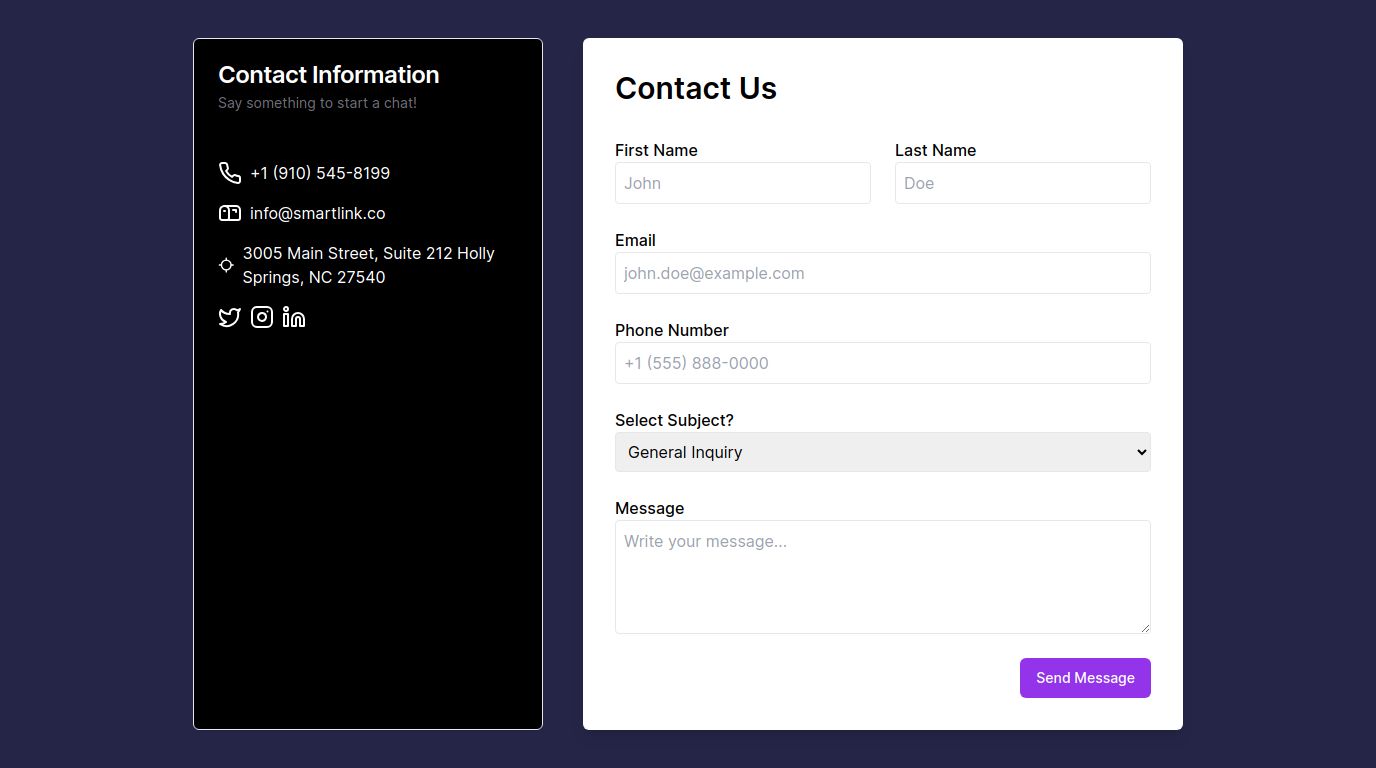 Contact Information
Say something to start a chat!
+1 (910) 545-8199
info@smartlink.co
3005 Main Street, Suite 212 Holly
Springs, NC 27540
Contact Us
First Name
Last Name
John
Doe
Email
john.doe@example.com
Phone Number
+1 (555) 888-0000
Select Subject?
General Inquiry
Message
Write your message...
Send Message